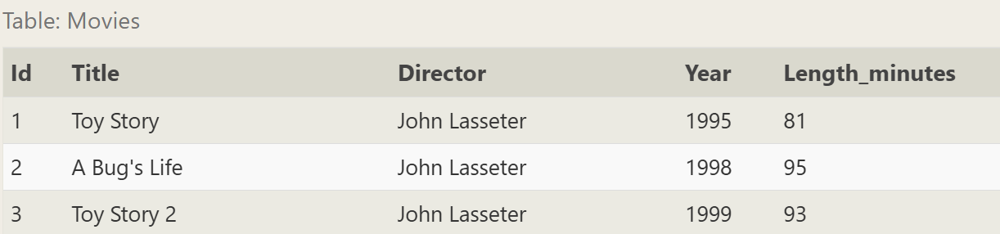 Table: Movies
Id Title Director Year Length_minutes
1 Toy Story John Lasseter 1995 81
2 A Bug's Life John Lasseter 1998 95
3 Toy Story 2 John Lasseter 1999 93